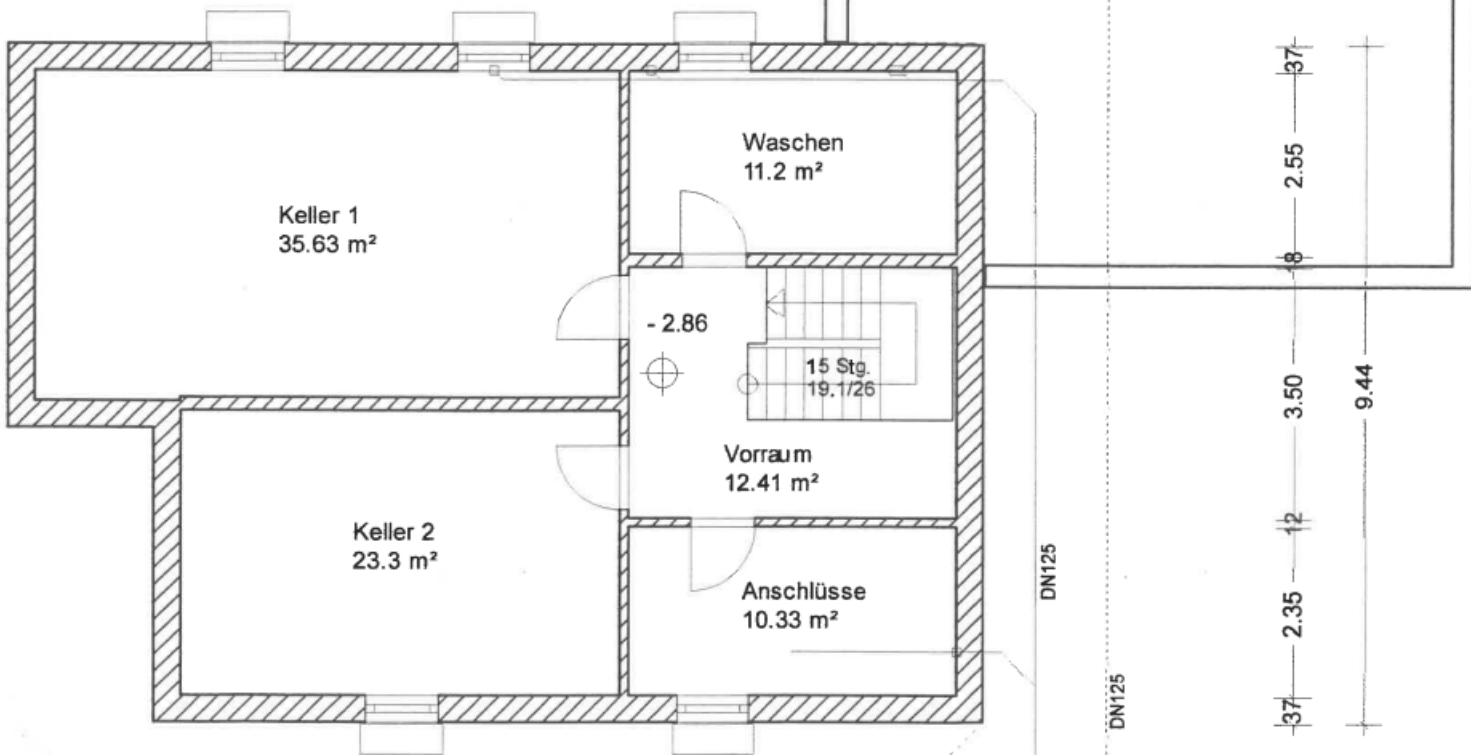 Waschen
11.2 m²
Keller 1
35.63 m²
- 2.86
15 Stg.
19.1/26
Vorraum
12.41 m²
Keller 2
23.3 m²
Anschlüsse
10.33 m²
DN125
DN125
37
2.55
18
3.50
12
2.35
37
9.44